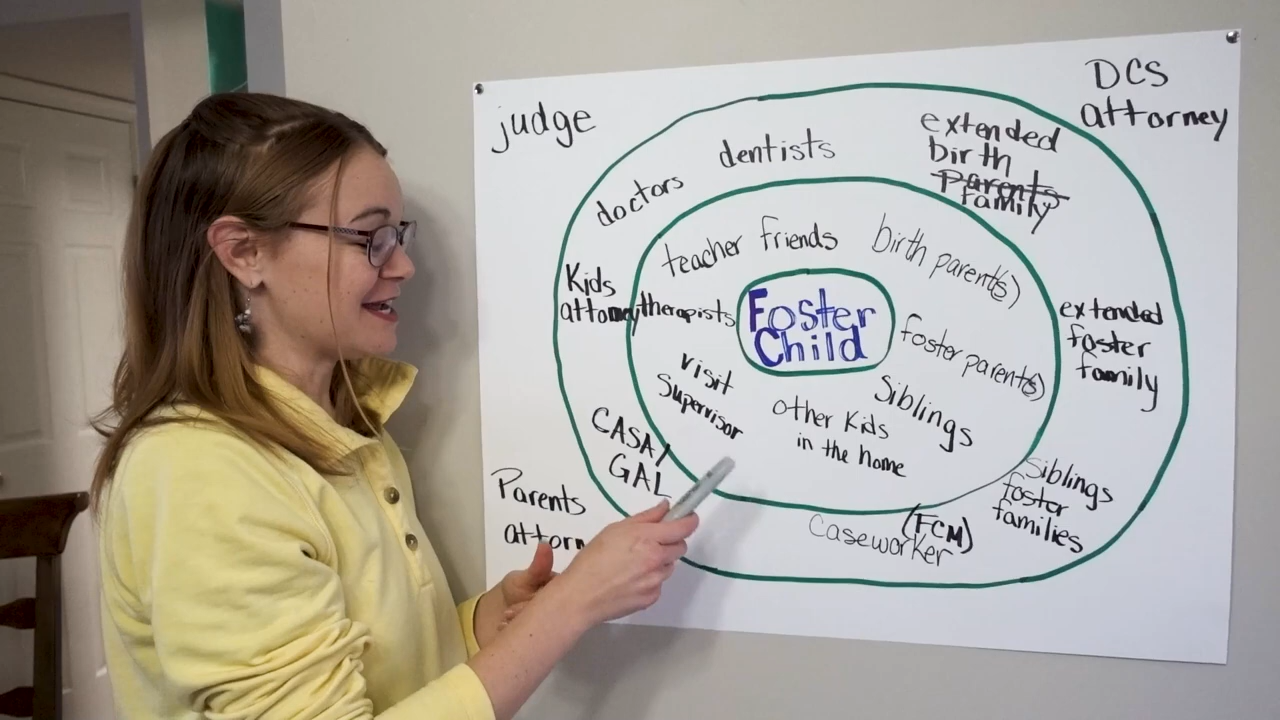 judge
DCS
attorney
dentists
doctors
extended
birth
parents
family
teacher
friends
birth parent(s)
Kids
attorney
therapists
Foster
Child
foster parent(s)
extended
foster
family
visit
supervisor
other Kids
in the home
Siblings
CASA/
GAL
Parents
attorn
Caseworker
(FCM)
Siblings
foster
families